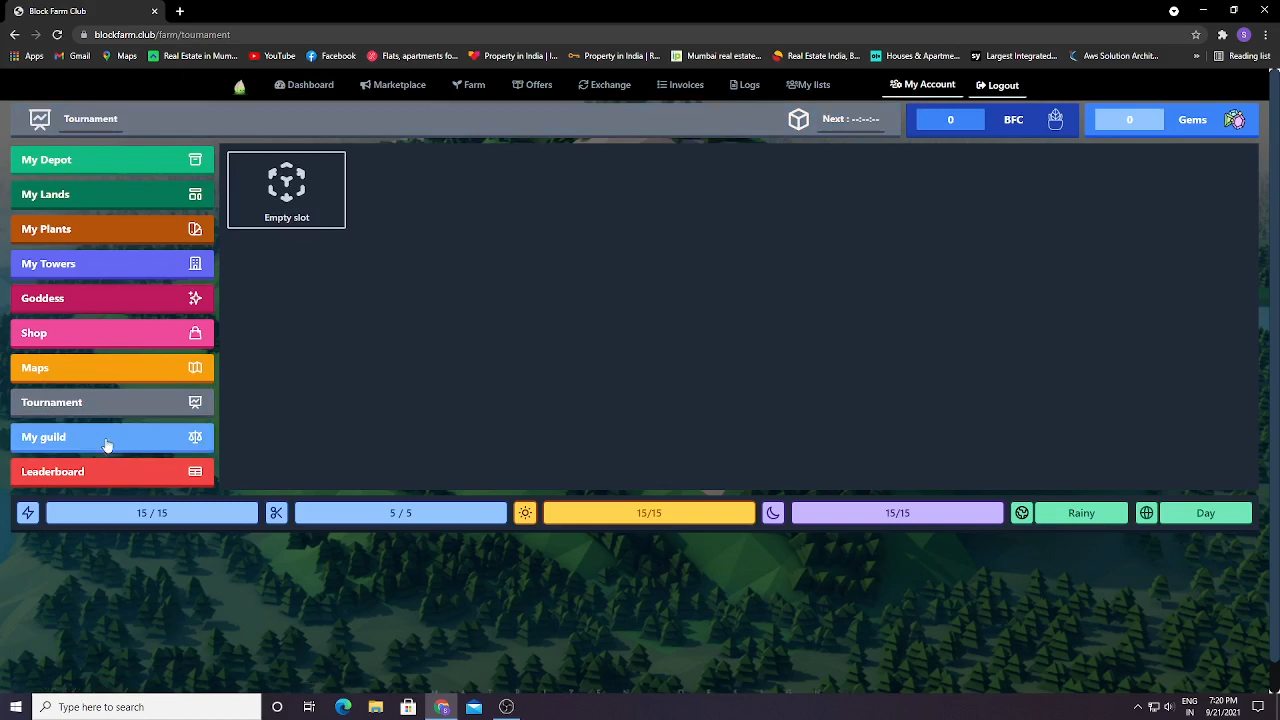 Block Farm Club
blockfarm.club/farm/tournament
Apps Gmail Maps Real Estate in Mum... YouTube Facebook Flats, apartments fo... Property in India | I... Property in India | R... Mumbai real estate... Real Estate India, B... Houses & Apartme... Largest Integrated... Aws Solution Archit... Reading list
Dashboard Marketplace Farm Offers Exchange Invoices Logs My lists My Account Logout
Tournament Next : --:--:-- 0 BFC 0 Gems
My Depot
My Lands
My Plants
My Towers
Goddess
Shop
Maps
Tournament
My guild
Leaderboard
Empty slot
15 / 15 5 / 5 15/15 15/15 Rainy Day
Type here to search
ENG
IN
7:20 PM
9/21/2021